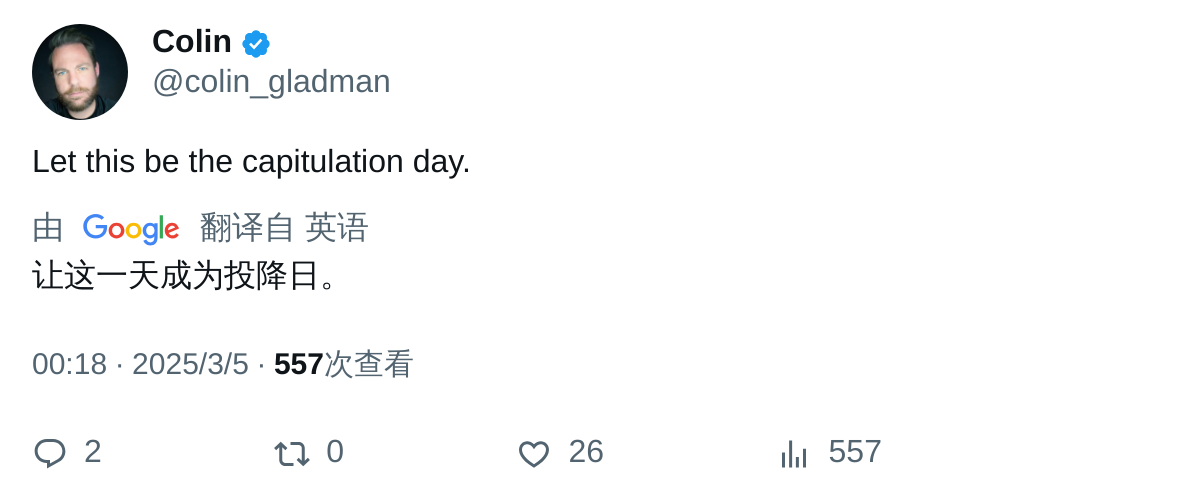 Colin
@colin_gladman
Let this be the capitulation day.
由 Google 翻译自 英语
让这一天成为投降日。
00:18 · 2025/3/5 · 557次查看
2 0 26 557